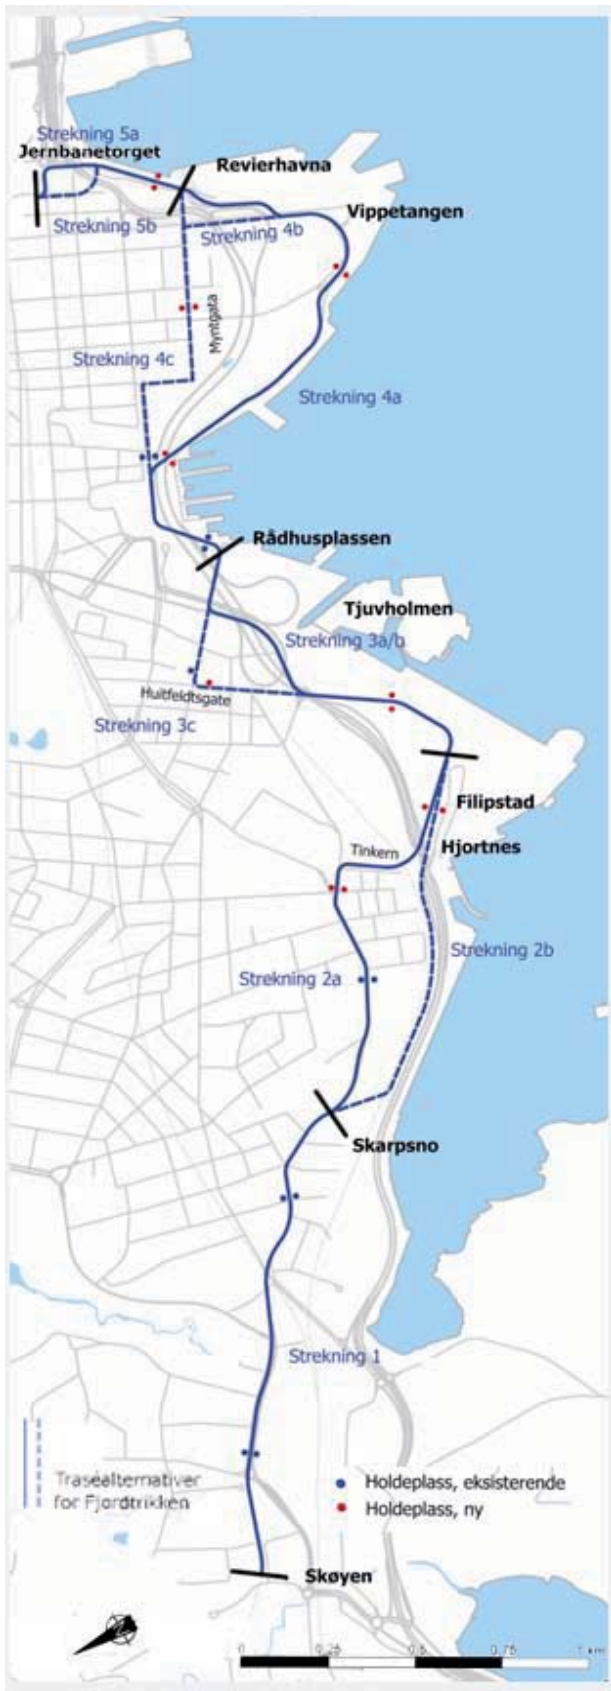 Strekning 5a
Jernbanetorget
Revierhavna
Vippetangen
Strekning 5b
Strekning 4b
Myntgata
Strekning 4c
Strekning 4a
Rådhusplassen
Tjuvholmen
Strekning 3a/b
Huitfeldtsgate
Strekning 3c
Filipstad
Hjortnes
Tinkern
Strekning 2b
Strekning 2a
Skarpsno
Strekning 1
Traséalternativer
for Fjordtrikken
Holdeplass, eksisterende
Holdeplass, ny
Skøyen
0 0,25 0,5 0,75 1 km